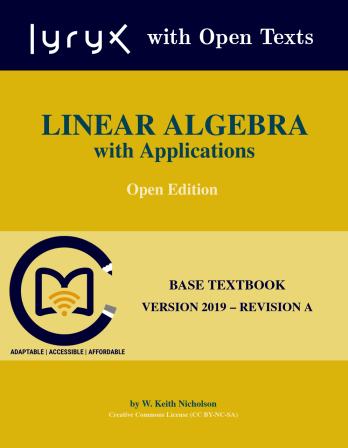 lyryx with Open Texts
LINEAR ALGEBRA
with Applications
Open Edition
BASE TEXTBOOK
VERSION 2019 – REVISION A
ADAPTABLE | ACCESSIBLE | AFFORDABLE
by W. Keith Nicholson
Creative Commons License (CC BY-NC-SA)